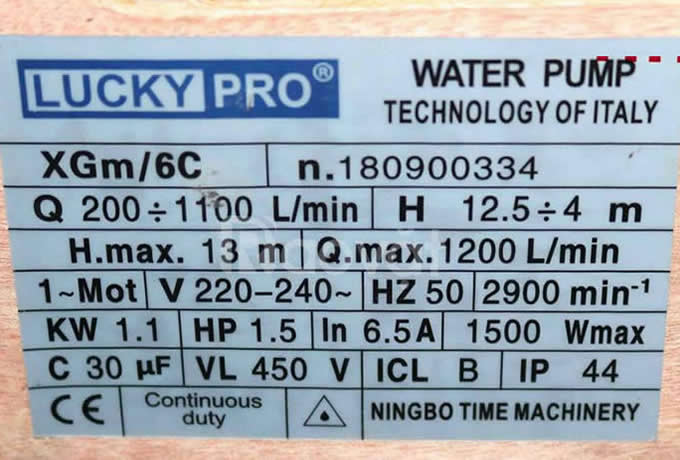 LUCKY PRO® WATER PUMP
TECHNOLOGY OF ITALY
XGm/6C n.180900334
Q 200÷1100 L/min H 12.5÷4 m
H.max. 13 m Q.max.1200 L/min
1~Mot V 220–240~ HZ 50 2900 min⁻¹
KW 1.1 HP 1.5 In 6.5A 1500 Wmax
C 30 µF VL 450 V ICL B IP 44
CE Continuous duty NINGBO TIME MACHINERY